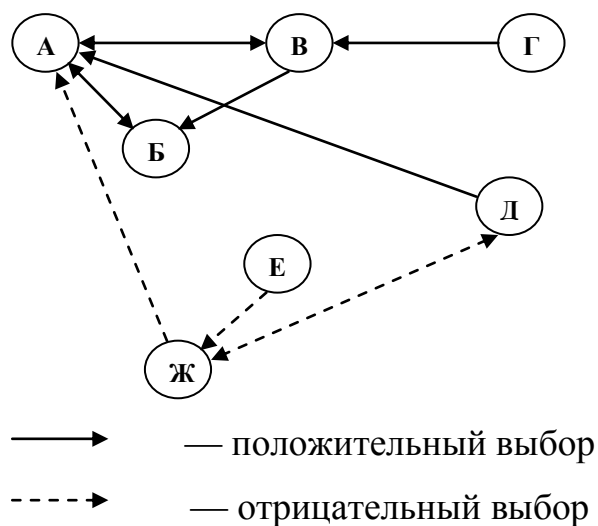 А
В
Г
Б
Д
Е
Ж
— положительный выбор
— отрицательный выбор